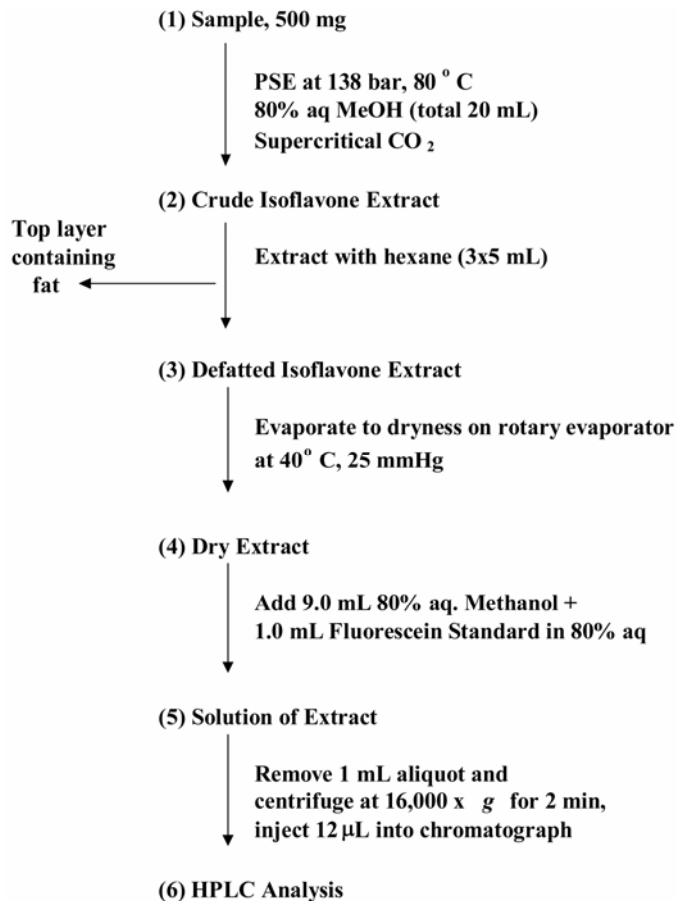 (1) Sample, 500 mg
PSE at 138 bar, 80 ° C
80% aq MeOH (total 20 mL)
Supercritical CO 2
(2) Crude Isoflavone Extract
Top layer
containing
fat
Extract with hexane (3x5 mL)
(3) Defatted Isoflavone Extract
Evaporate to dryness on rotary evaporator
at 40° C, 25 mmHg
(4) Dry Extract
Add 9.0 mL 80% aq. Methanol +
1.0 mL Fluorescein Standard in 80% aq
(5) Solution of Extract
Remove 1 mL aliquot and
centrifuge at 16,000 x g for 2 min,
inject 12 µL into chromatograph
(6) HPLC Analysis